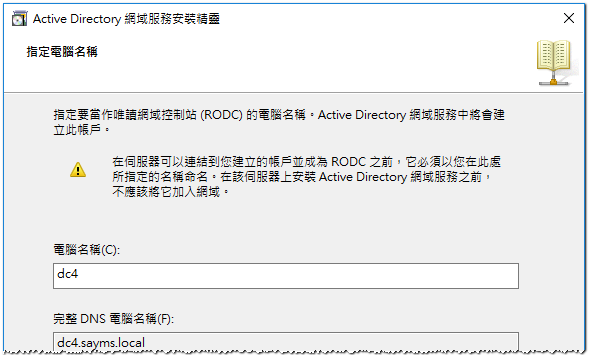 Active Directory 網域服務安裝精靈
指定電腦名稱
指定要當作唯讀網域控制站 (RODC) 的電腦名稱。Active Directory 網域服務中將會建
立此帳戶。
在伺服器可以連結到您建立的帳戶並成為 RODC 之前，它必須以您在此處
所指定的名稱命名。在該伺服器上安裝 Active Directory 網域服務之前，
不應該將它加入網域。
電腦名稱(C):
dc4
完整 DNS 電腦名稱(F):
dc4.sayms.local